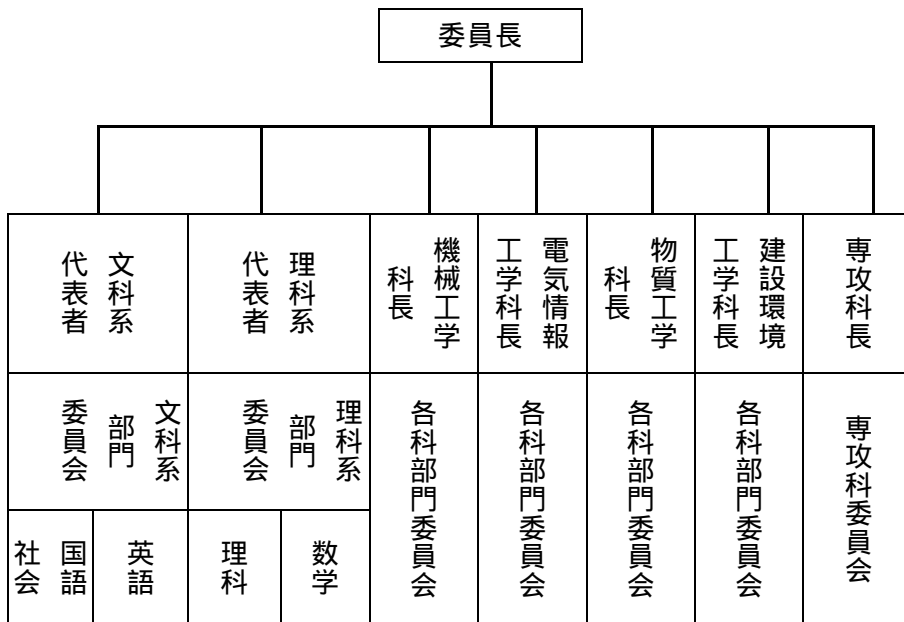 委員長
文科系
代表者
理科系
代表者
機械工学
科長
電気情報
工学科長
物質工学
科長
建設環境
工学科長
専攻科長
文科系
部門
委員会
理科系
部門
委員会
各科部門委員会
各科部門委員会
各科部門委員会
各科部門委員会
専攻科委員会
国語
社会
英語
理科
数学